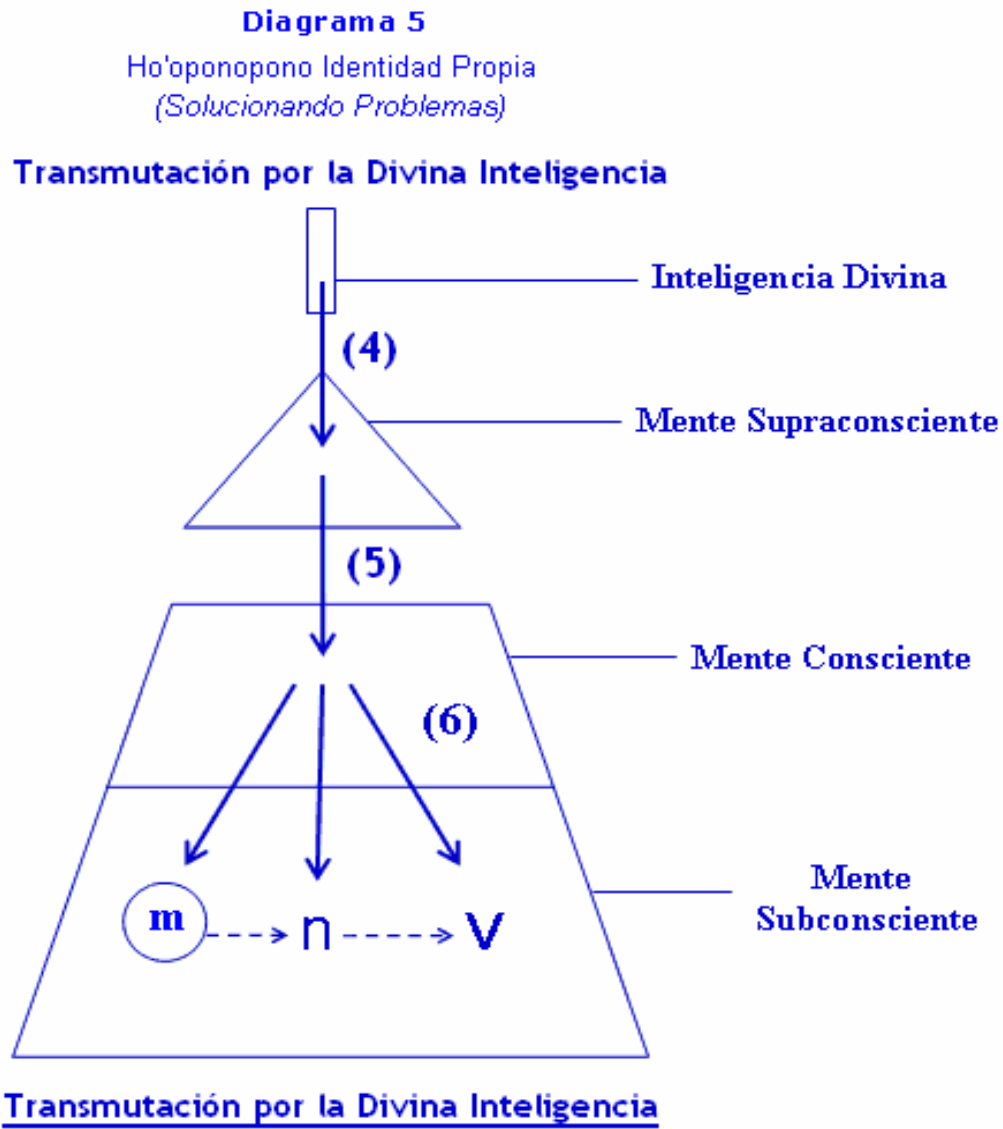 Diagrama 5
Ho'oponopono Identidad Propia
(Solucionando Problemas)
Transmutación por la Divina Inteligencia
Inteligencia Divina
(4)
Mente Supraconsciente
(5)
Mente Consciente
(6)
m
n
v
Mente
Subconsciente
Transmutación por la Divina Inteligencia